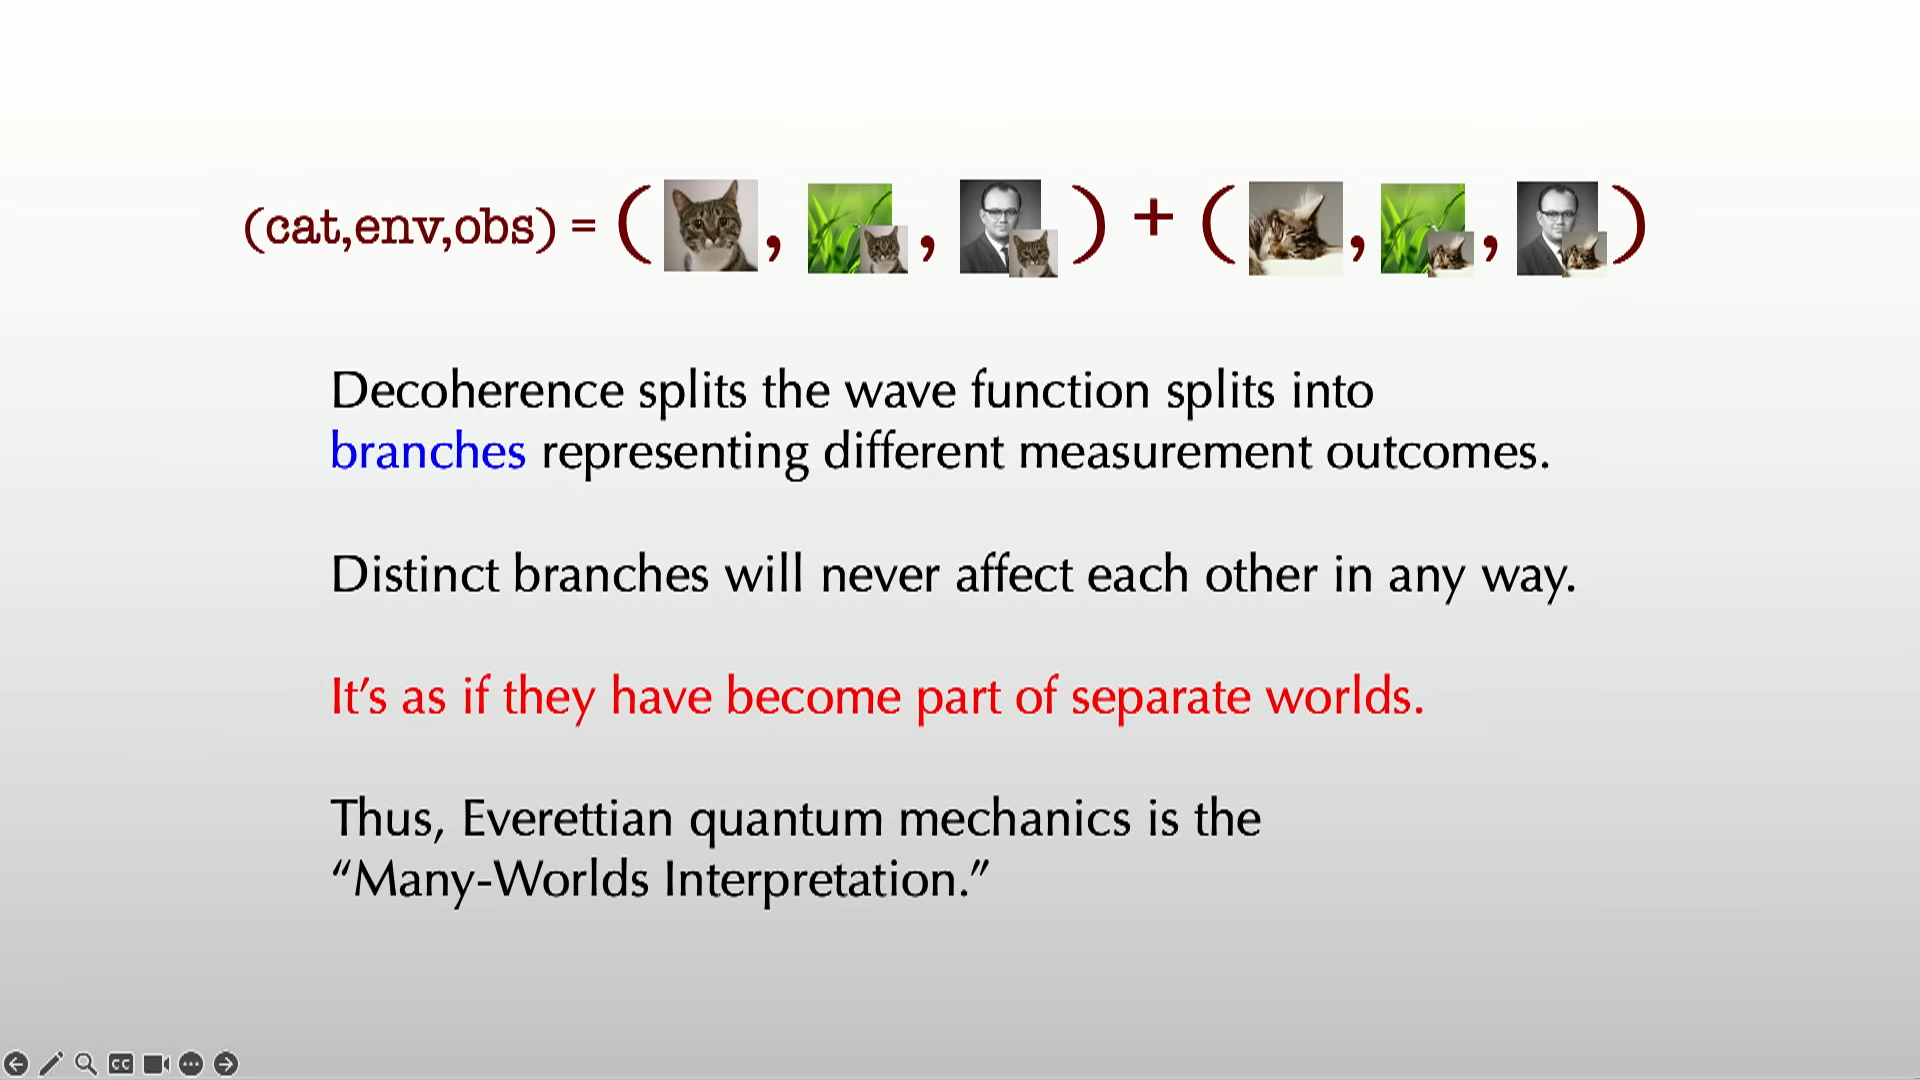 (cat,env,obs) = ( , , ) + ( , , )
Decoherence splits the wave function splits into
branches representing different measurement outcomes.
Distinct branches will never affect each other in any way.
It’s as if they have become part of separate worlds.
Thus, Everettian quantum mechanics is the
“Many-Worlds Interpretation.”
CC